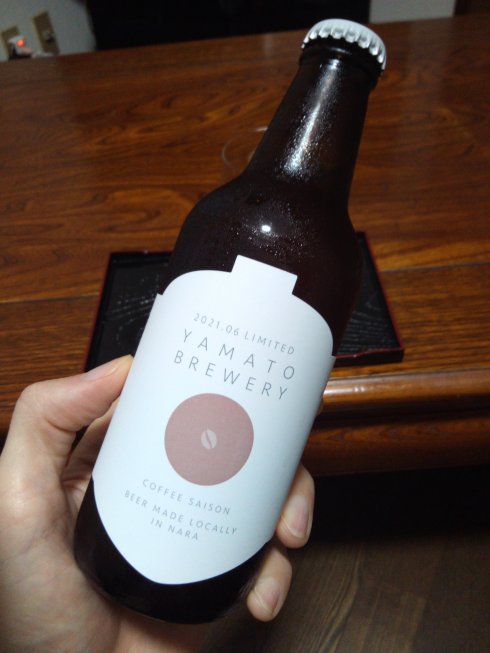 2021.06 LIMITED
YAMATO
BREWERY
COFFEE SAISON
BEER MADE LOCALLY
IN NARA